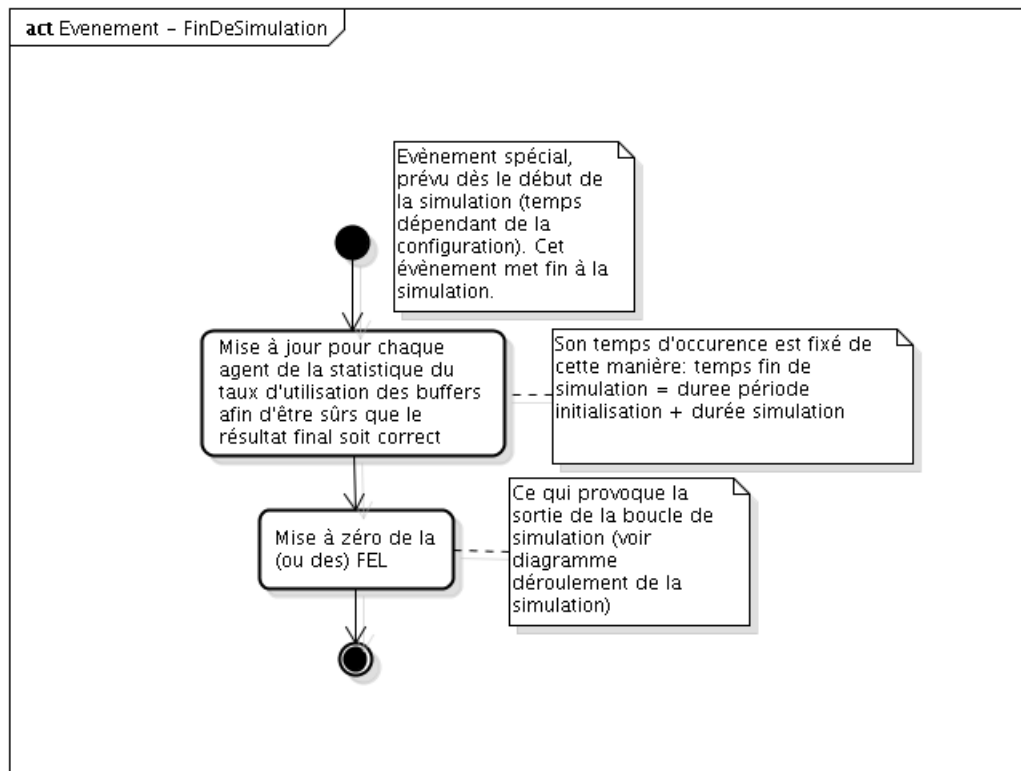 act Evenement – FinDeSimulation
Evènement spécial,
prévu dès le début de
la simulation (temps
dépendant de la
configuration). Cet
évènement met fin à la
simulation.
Mise à jour pour chaque
agent de la statistique du
taux d'utilisation des buffers
afin d'être sûrs que le
résultat final soit correct
Son temps d'occurence est fixé de
cette manière: temps fin de
simulation = duree période
initialisation + durée simulation
Mise à zéro de la
(ou des) FEL
Ce qui provoque la
sortie de la boucle de
simulation (voir
diagramme
déroulement de la
simulation)